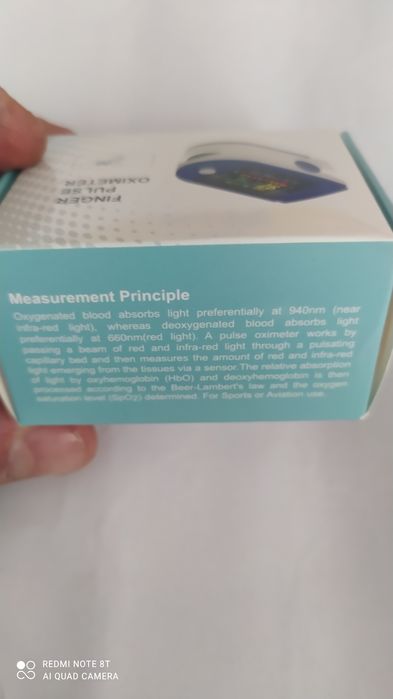 FINGER
PULSE
OXIMETER
Measurement Principle
Oxygenated blood absorbs light preferentially at 940nm (near
infra-red light), whereas deoxygenated blood absorbs light
preferentially at 660nm(red light). A pulse oximeter works by
passing a beam of red and infra-red light through a pulsating
capillary bed and then measures the amount of red and infra-red
light emerging from the tissues via a sensor.The relative absorption
of light by oxyhemoglobin (HbO) and deoxyhemoglobin is then
processed according to the Beer-Lambert's law and the oxygen
saturation level (SpO2) determined. For Sports or Aviation use.
REDMI NOTE 8T
AI QUAD CAMERA